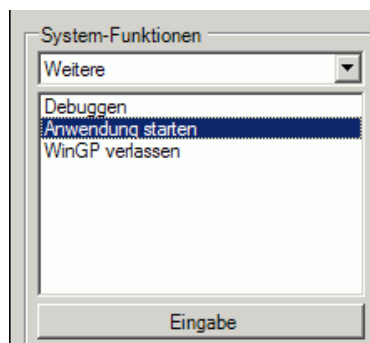 System-Funktionen
Weitere
Debuggen
Anwendung starten
WinGP verlassen
Eingabe